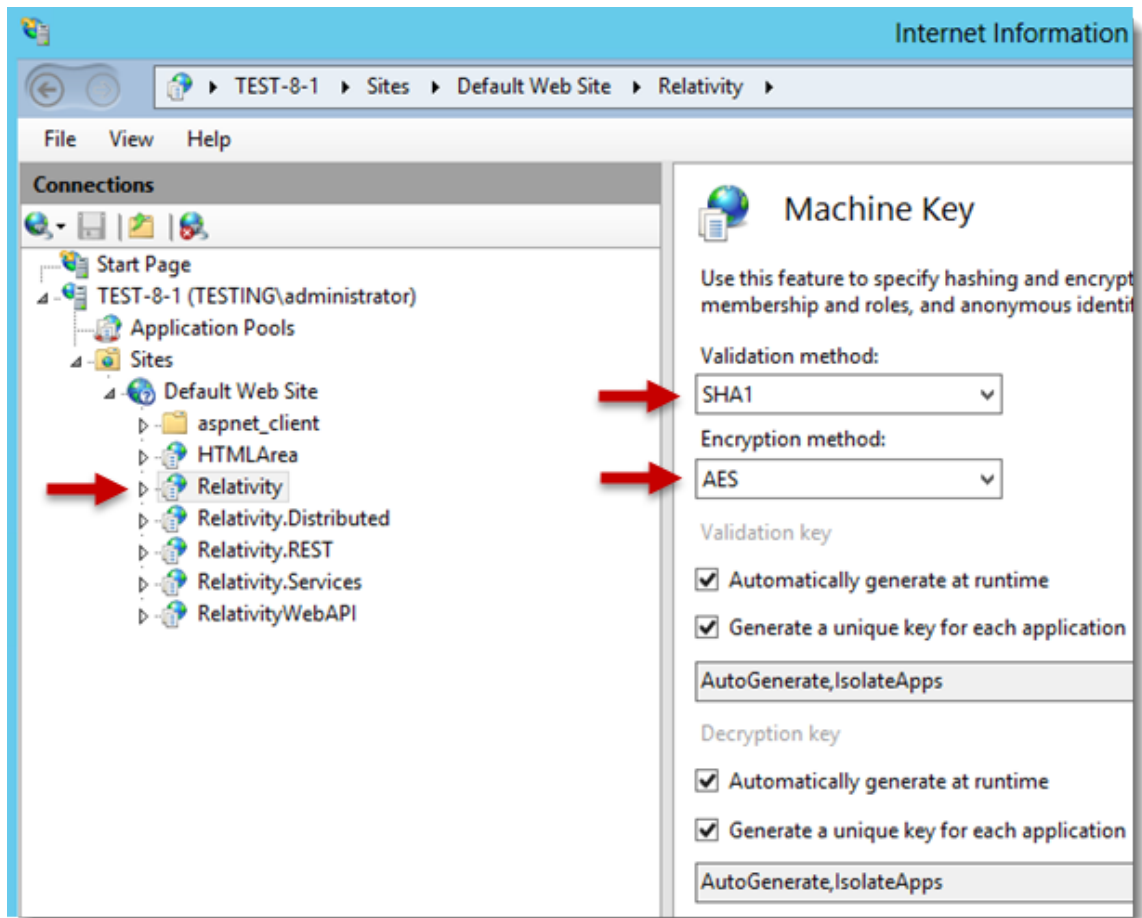 Internet Information
TEST-8-1 Sites Default Web Site Relativity
File View Help
Connections
Start Page
TEST-8-1 (TESTING\administrator)
Application Pools
Sites
Default Web Site
aspnet_client
HTMLArea
Relativity
Relativity.Distributed
Relativity.REST
Relativity.Services
RelativityWebAPI
Machine Key
Use this feature to specify hashing and encrypt
membership and roles, and anonymous identif
Validation method:
SHA1
Encryption method:
AES
Validation key
Automatically generate at runtime
Generate a unique key for each application
AutoGenerate,IsolateApps
Decryption key
Automatically generate at runtime
Generate a unique key for each application
AutoGenerate,IsolateApps